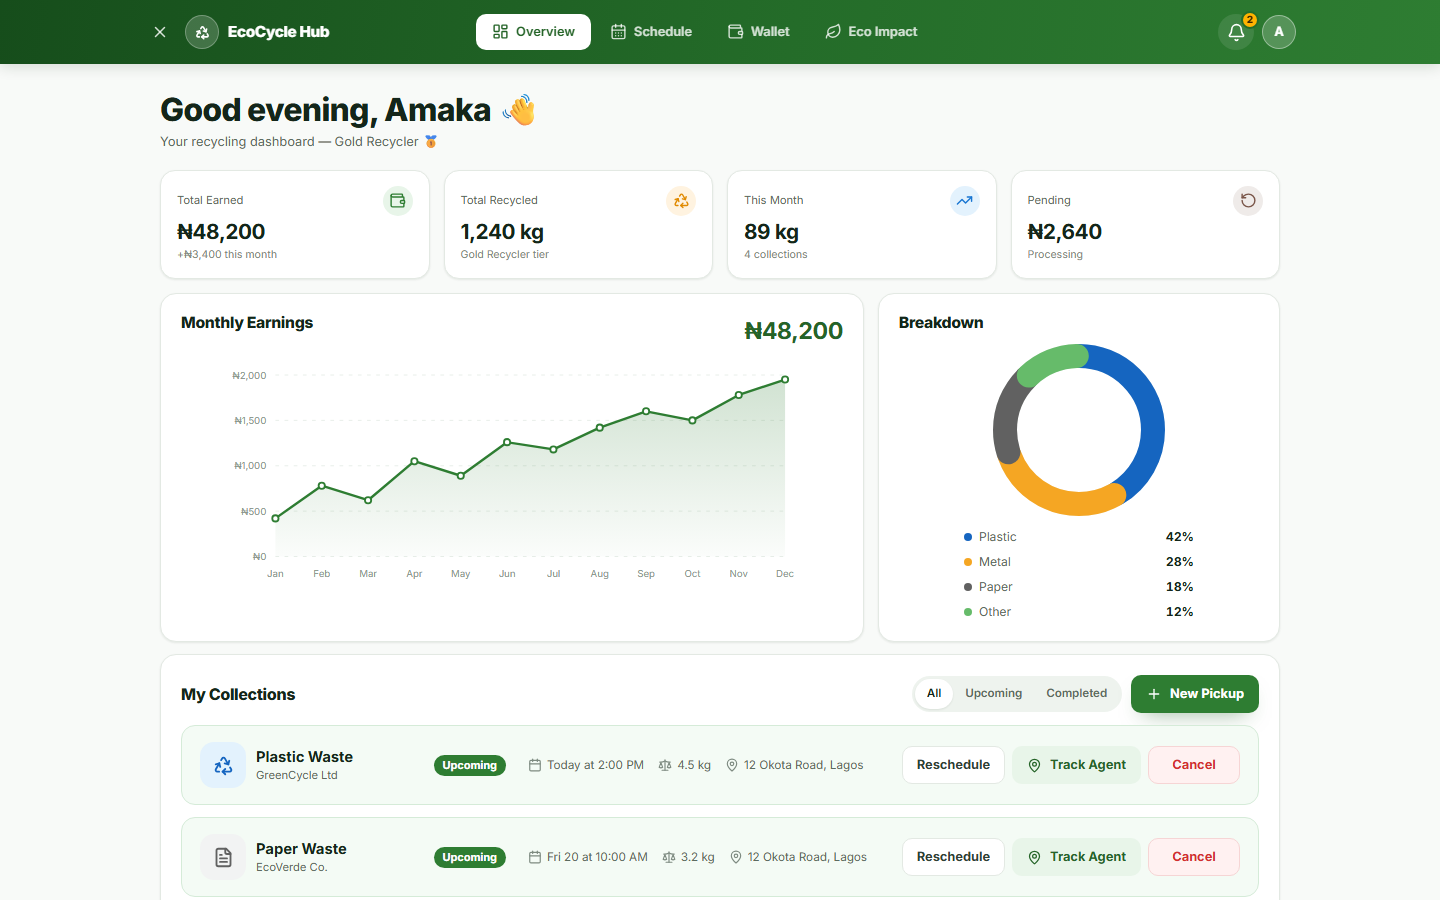 EcoCycle Hub
Overview
Schedule
Wallet
Eco Impact
2
A
Good evening, Amaka 👋
Your recycling dashboard — Gold Recycler 🏅
Total Earned
₦48,200
+₦3,400 this month
Total Recycled
1,240 kg
Gold Recycler tier
This Month
89 kg
4 collections
Pending
₦2,640
Processing
Monthly Earnings
₦48,200
₦2,000
₦1,500
₦1,000
₦500
₦0
Jan Feb Mar Apr May Jun Jul Aug Sep Oct Nov Dec
Breakdown
Plastic 42%
Metal 28%
Paper 18%
Other 12%
My Collections
All Upcoming Completed
New Pickup
Plastic Waste
GreenCycle Ltd
Upcoming
Today at 2:00 PM 4.5 kg 12 Okota Road, Lagos
Reschedule Track Agent Cancel
Paper Waste
EcoVerde Co.
Upcoming
Fri 20 at 10:00 AM 3.2 kg 12 Okota Road, Lagos
Reschedule Track Agent Cancel